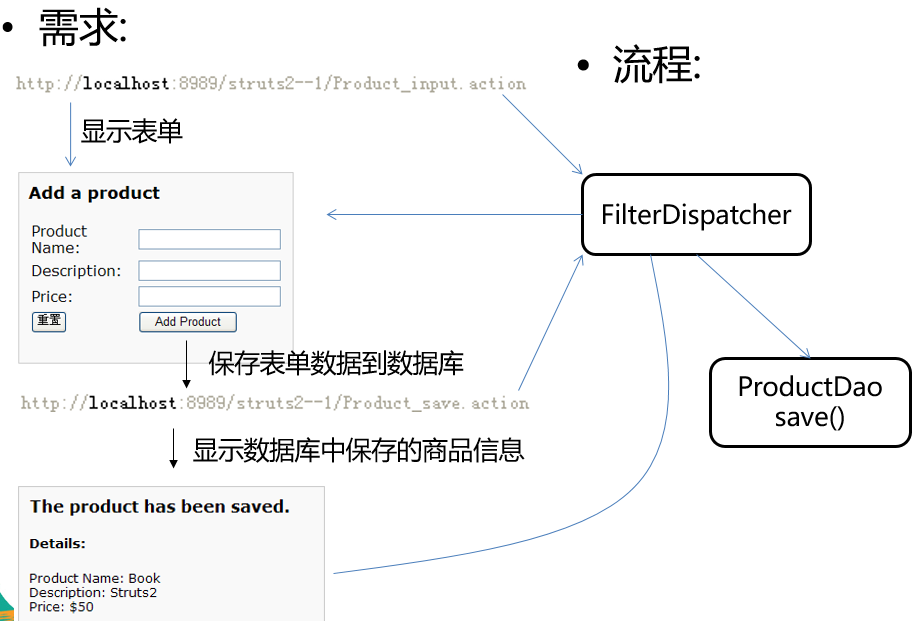 • 需求:
http://localhost:8989/struts2--1/Product_input.action
显示表单
Add a product
Product
Name:
Description:
Price:
重置
Add Product
保存表单数据到数据库
http://localhost:8989/struts2--1/Product_save.action
显示数据库中保存的商品信息
The product has been saved.
Details:
Product Name: Book
Description: Struts2
Price: $50
• 流程:
FilterDispatcher
ProductDao
save()